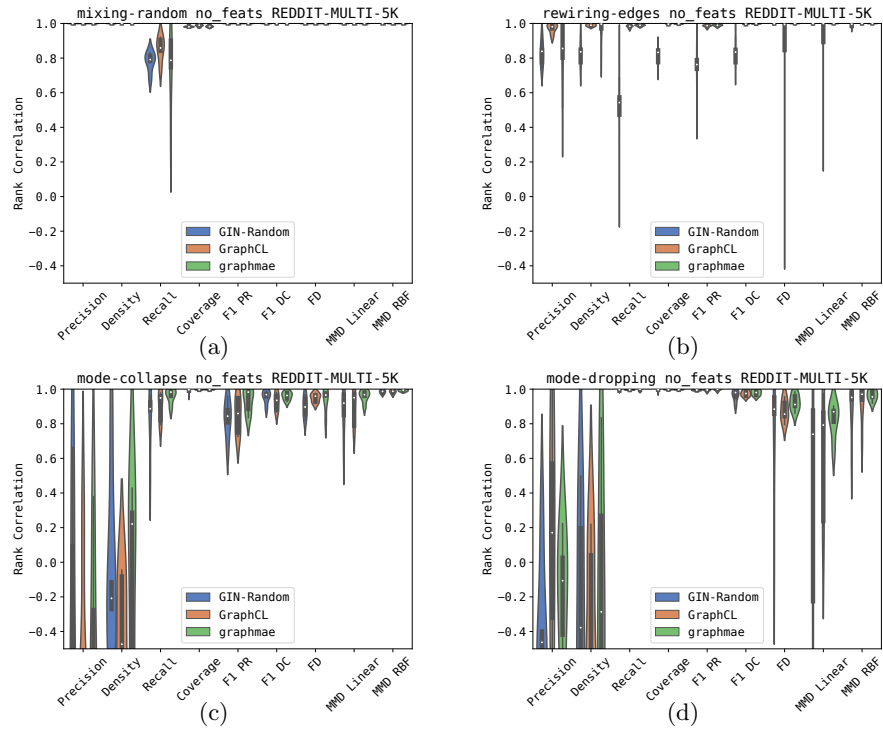 mixing-random no_feats REDDIT-MULTI-5K
1.0
0.8
0.6
0.4
0.2
0.0
−0.2
−0.4
Rank Correlation
GIN-Random
GraphCL
graphmae
Precision
Density
Recall
Coverage
F1 PR
F1 DC
FD
MMD Linear
MMD RBF
(a)
rewiring-edges no_feats REDDIT-MULTI-5K
1.0
0.8
0.6
0.4
0.2
0.0
−0.2
−0.4
Rank Correlation
GIN-Random
GraphCL
graphmae
Precision
Density
Recall
Coverage
F1 PR
F1 DC
FD
MMD Linear
MMD RBF
(b)
mode-collapse no_feats REDDIT-MULTI-5K
1.0
0.8
0.6
0.4
0.2
0.0
−0.2
−0.4
Rank Correlation
GIN-Random
GraphCL
graphmae
Precision
Density
Recall
Coverage
F1 PR
F1 DC
FD
MMD Linear
MMD RBF
(c)
mode-dropping no_feats REDDIT-MULTI-5K
1.0
0.8
0.6
0.4
0.2
0.0
−0.2
−0.4
Rank Correlation
GIN-Random
GraphCL
graphmae
Precision
Density
Recall
Coverage
F1 PR
F1 DC
FD
MMD Linear
MMD RBF
(d)